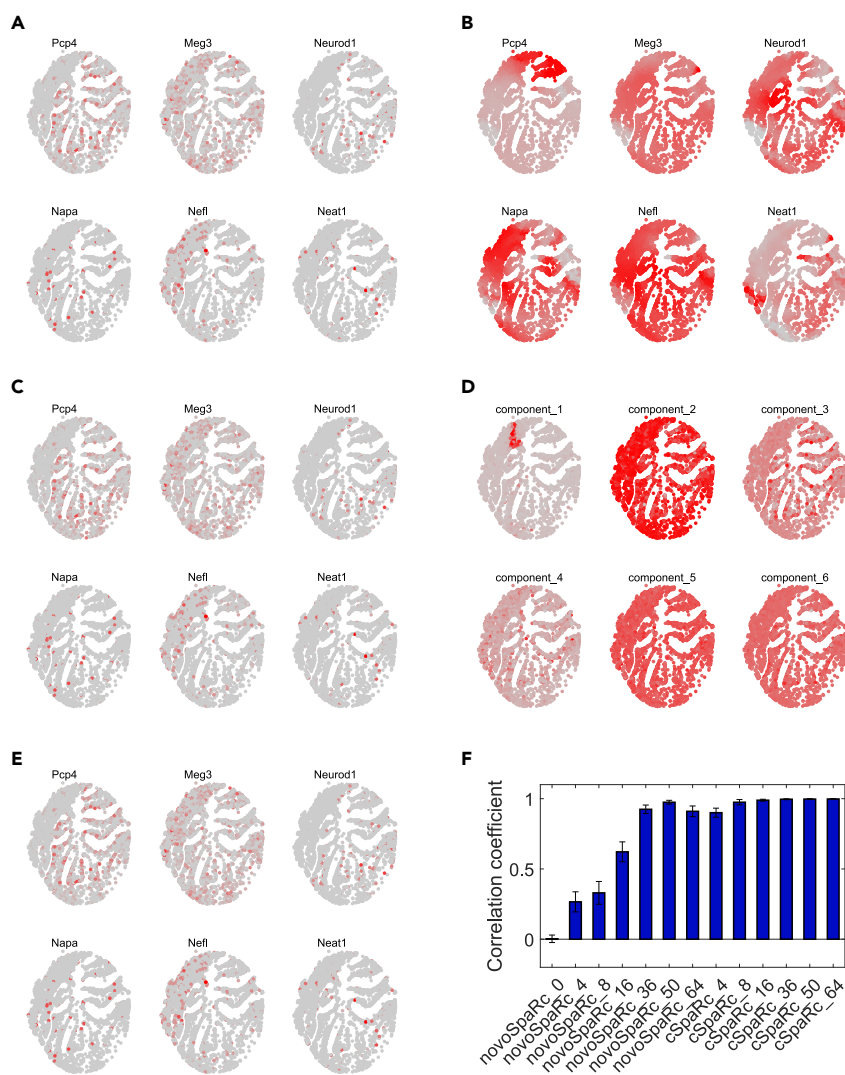 A
Pcp4 Meg3 Neurod1
Napa Nefl Neat1
B
Pcp4 Meg3 Neurod1
Napa Nefl Neat1
C
Pcp4 Meg3 Neurod1
Napa Nefl Neat1
D
component_1 component_2 component_3
component_4 component_5 component_6
E
Pcp4 Meg3 Neurod1
Napa Nefl Neat1
F
Correlation coefficient
1
0.5
0
novoSpaRc_0
novoSpaRc_4
novoSpaRc_8
novoSpaRc_16
novoSpaRc_36
novoSpaRc_50
novoSpaRc_64
cSpaRc_4
cSpaRc_8
cSpaRc_16
cSpaRc_36
cSpaRc_50
cSpaRc_64